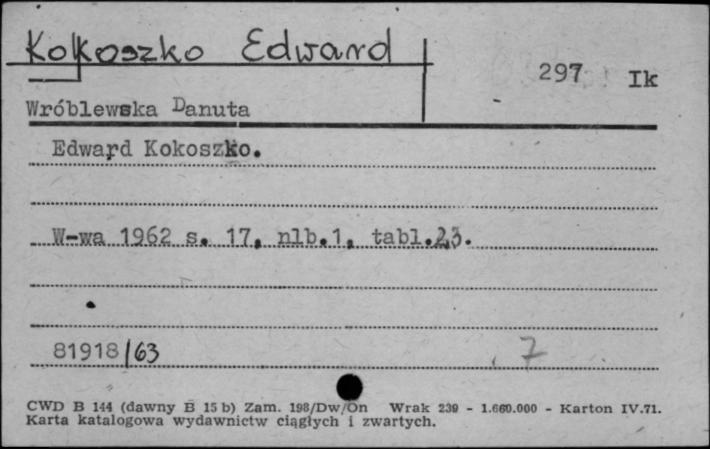 Kokoszko Edward
297 Ik
Wróblewska Danuta
Edward Kokoszko.
W-wa 1962 s. 17, nlb.1, tabl.23.
81918/63
7
CWD B 144 (dawny B 15 b) Zam. 198/Dw/On Wrak 239 - 1.660.000 - Karton IV.71.
Karta katalogowa wydawnictw ciągłych i zwartych.